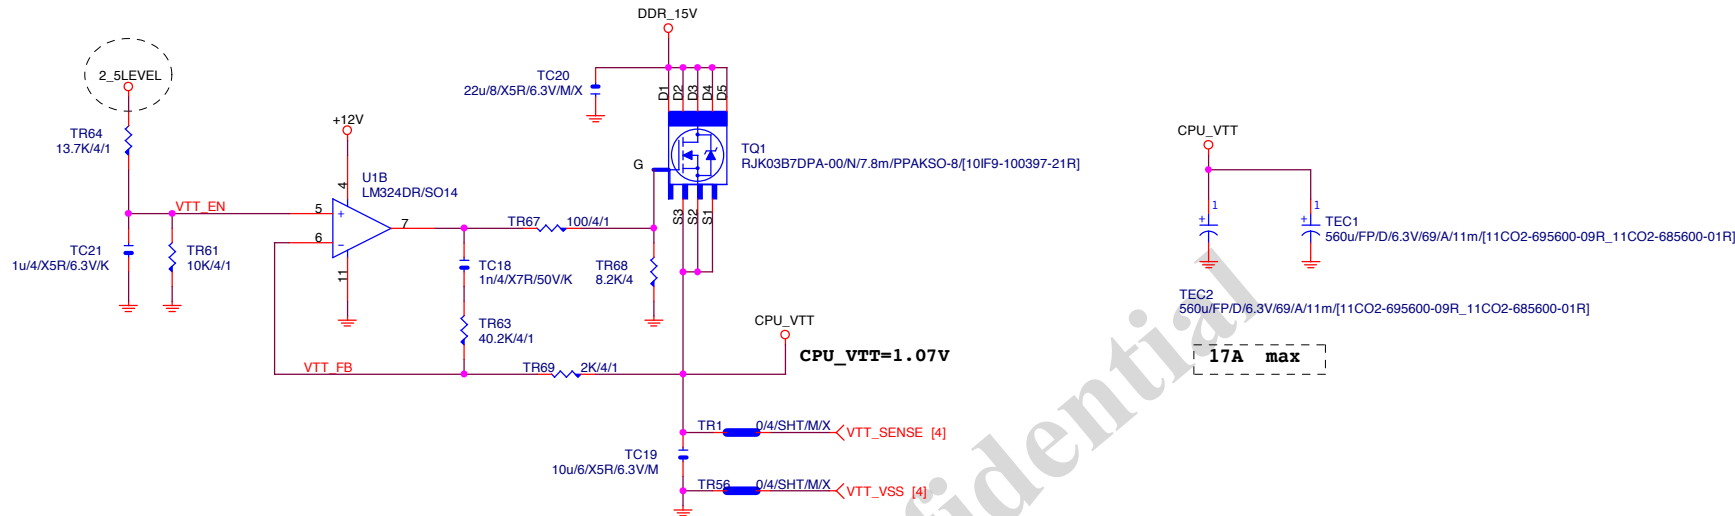 DDR_15V
2_5LEVEL
TC20
22u/8/X5R/6.3V/M/X
D1
D2
D3
D4
D5
TR64
13.7K/4/1
+12V
CPU_VTT
TQ1
RJK03B7DPA-00/N/7.8m/PPAKSO-8/[10IF9-100397-21R]
G
U1B
LM324DR/SO14
4
VTT_EN
5
+
7
6
−
11
TR67
100/4/1
S3
S2
S1
1
+
1
+
TEC1
560u/FP/D/6.3V/69/A/11m/[11CO2-695600-09R_11CO2-685600-01R]
TC21
1u/4/X5R/6.3V/K
TR61
10K/4/1
TC18
1n/4/X7R/50V/K
TR68
8.2K/4
TEC2
560u/FP/D/6.3V/69/A/11m/[11CO2-695600-09R_11CO2-685600-01R]
TR63
40.2K/4/1
CPU_VTT
CPU_VTT=1.07V
17A max
VTT_FB
TR69
2K/4/1
TR1
0/4/SHT/M/X
VTT_SENSE [4]
TC19
10u/6/X5R/6.3V/M
TR56
0/4/SHT/M/X
VTT_VSS [4]
fidential